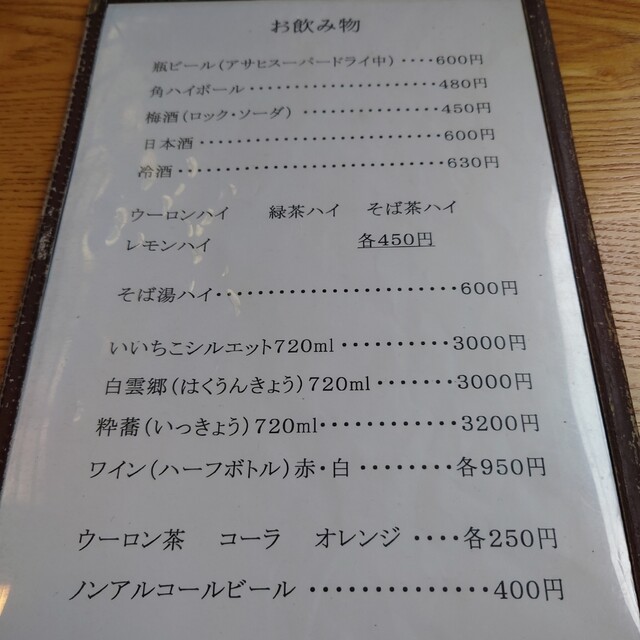 お飲み物
瓶ビール(アサヒスーパードライ中)････600円
角ハイボール･･････････････････････480円
梅酒(ロック・ソーダ) ････････････････450円
日本酒･･･････････････････････････600円
冷酒･････････････････････････････630円
ウーロンハイ 緑茶ハイ そば茶ハイ
レモンハイ 各450円
そば湯ハイ････････････････････････600円
いいちこシルエット720ml･･････････3000円
白雲郷(はくうんきょう)720ml･･･････3000円
粋蕎(いっきょう)720ml････････････3200円
ワイン(ハーフボトル)赤・白 ････････各950円
ウーロン茶 コーラ オレンジ ････各250円
ノンアルコールビール ･･････････････400円